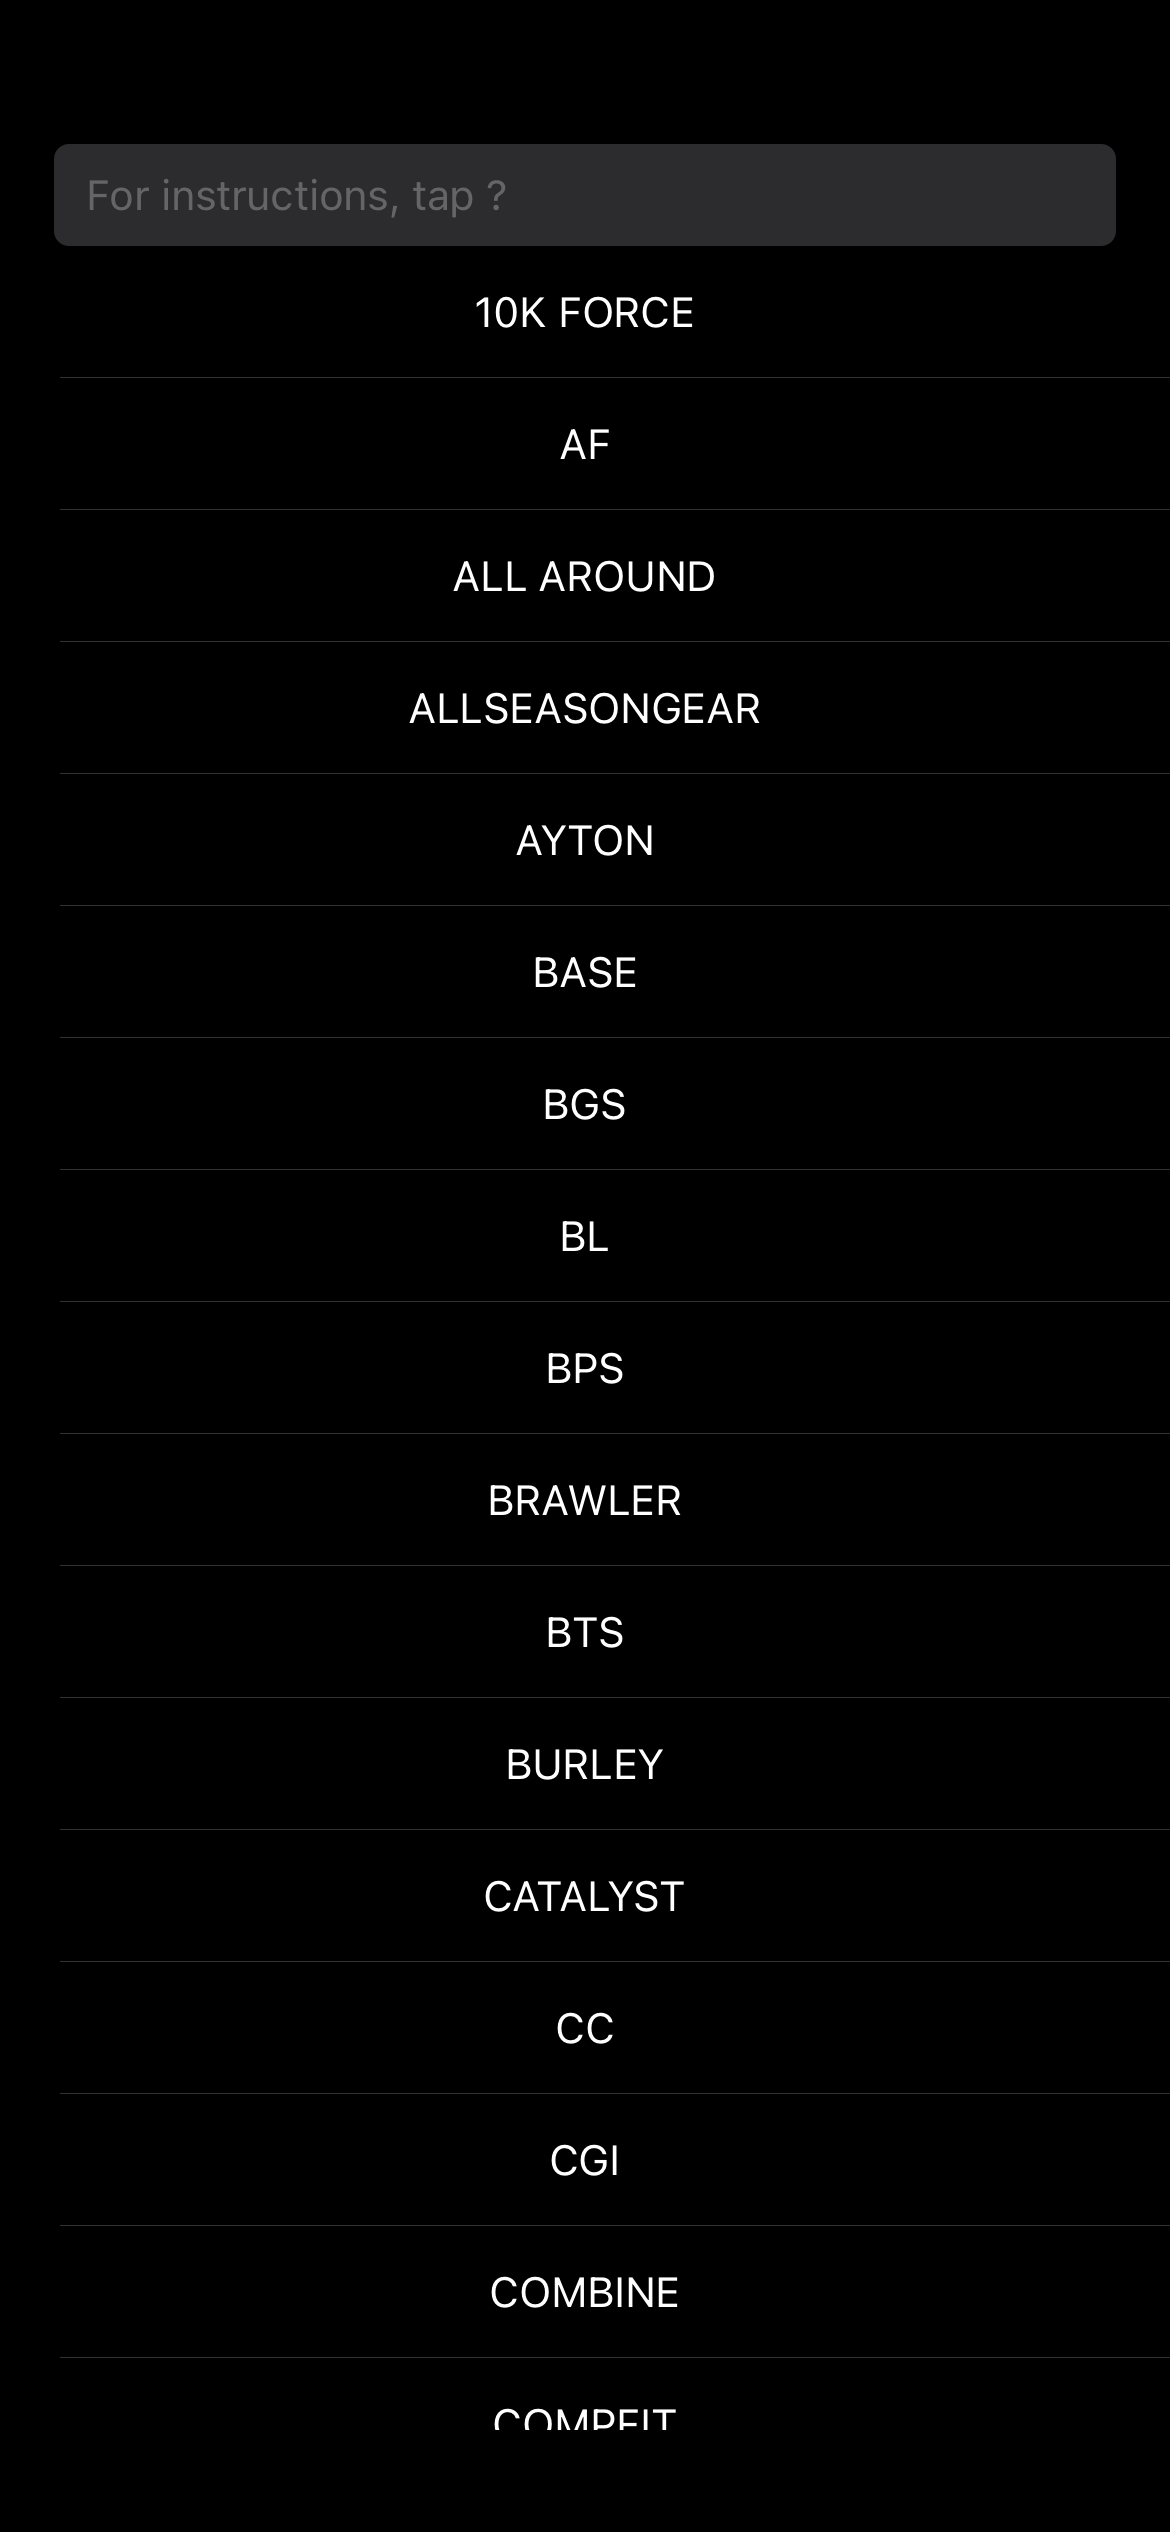 For instructions, tap ?
10K FORCE
AF
ALL AROUND
ALLSEASONGEAR
AYTON
BASE
BGS
BL
BPS
BRAWLER
BTS
BURLEY
CATALYST
CC
CGI
COMBINE